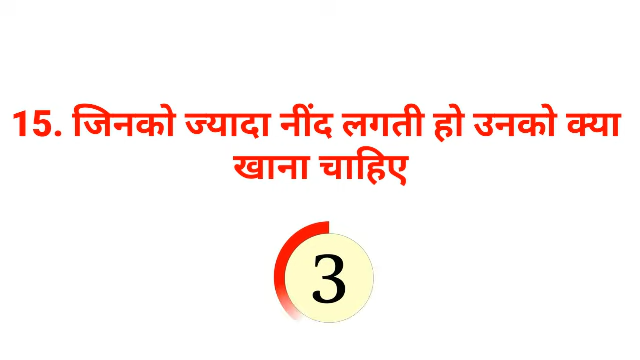 15. जिनको ज्यादा नींद लगती हो उनको क्या
खाना चाहिए
3